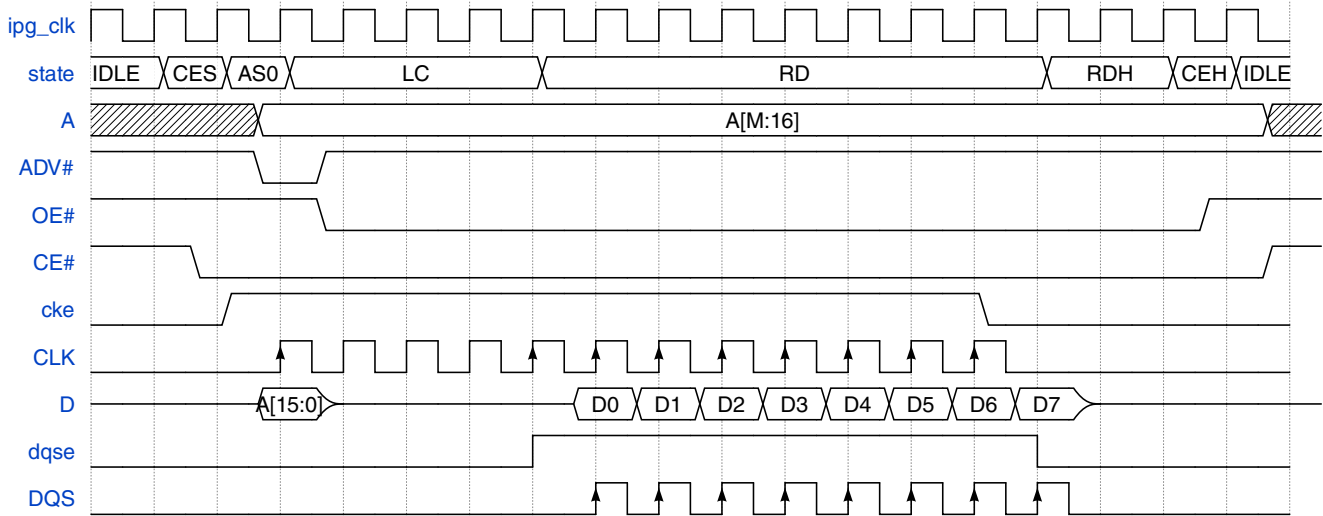 ipg_clk
state IDLE CES AS0 LC RD RDH CEH IDLE
A A[M:16]
ADV#
OE#
CE#
cke
CLK
D A[15:0] D0 D1 D2 D3 D4 D5 D6 D7
dqse
DQS